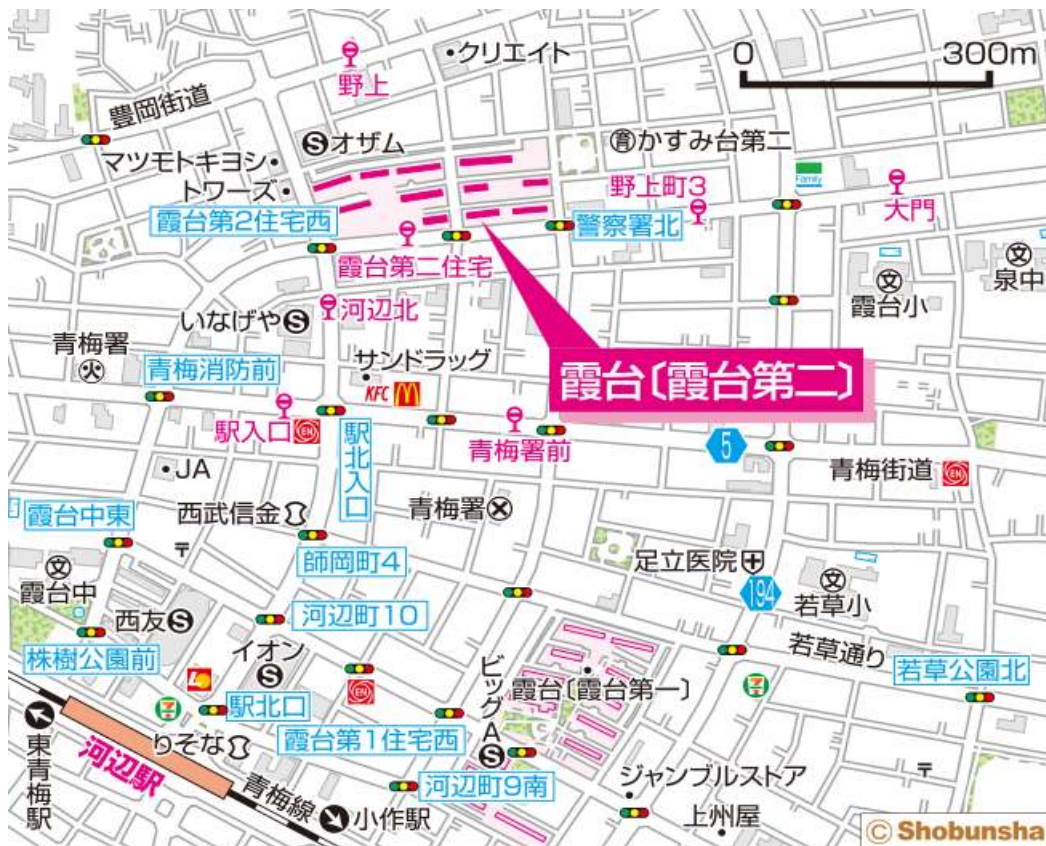 クリエイト
0 300m
野上
豊岡街道
オザム
育かすみ台第二
マツモトキヨシ
トワーズ
野上町3
Family
大門
霞台第2住宅西
警察署北
霞台第二住宅
文
泉中
文
霞台小
河辺北
いなげや
青梅署
火
サンドラッグ
霞台〔霞台第二〕
青梅消防前
KFC
駅入口
EN
駅北入口
青梅署前
5
青梅街道
EN
JA
西武信金
青梅署
霞台中東
〒
師岡町4
足立医院
文
霞台中
194
文
若草小
西友
河辺町10
イオン
ビッグA
霞台〔霞台第一〕
若草通り
若草公園北
株樹公園前
EN
駅北口
りそな
霞台第1住宅西
河辺駅
東青梅駅
青梅線
小作駅
河辺町9南
ジャンブルストア
〒
上州屋
© Shobunsha